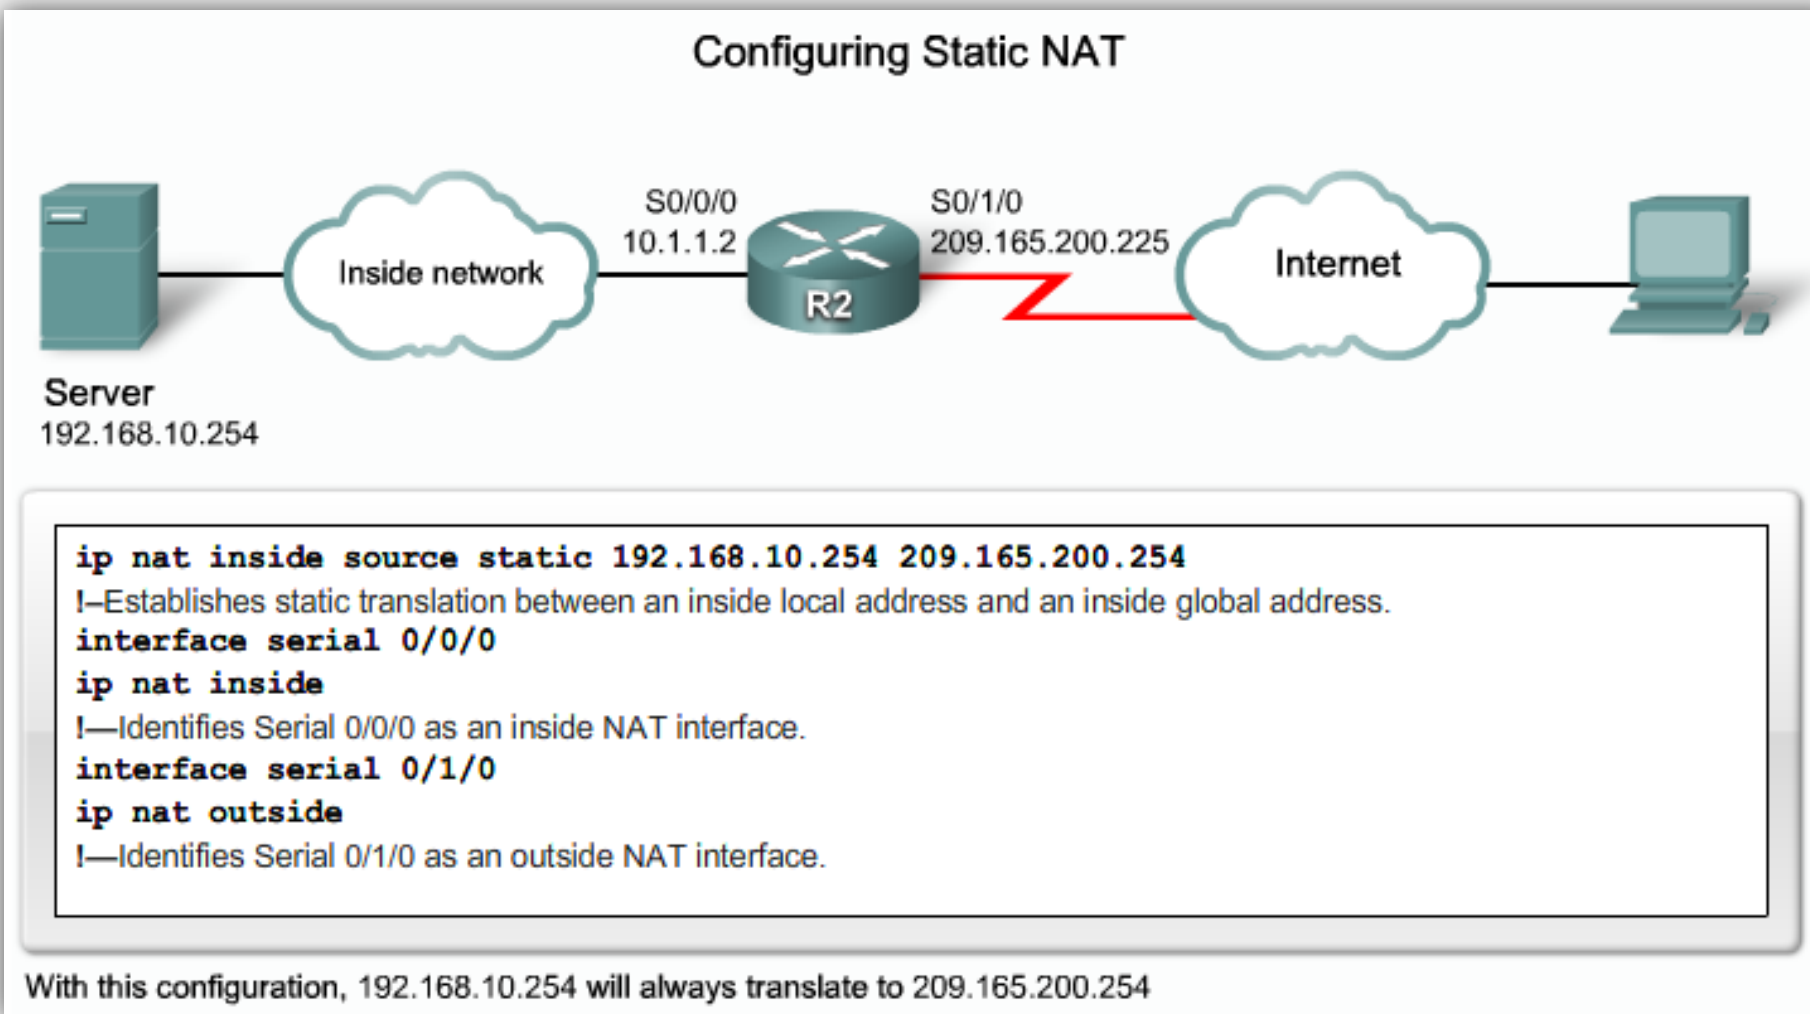 Configuring Static NAT
S0/0/0
10.1.1.2
S0/1/0
209.165.200.225
Inside network
R2
Internet
Server
192.168.10.254
ip nat inside source static 192.168.10.254 209.165.200.254
!–Establishes static translation between an inside local address and an inside global address.
interface serial 0/0/0
ip nat inside
!—Identifies Serial 0/0/0 as an inside NAT interface.
interface serial 0/1/0
ip nat outside
!—Identifies Serial 0/1/0 as an outside NAT interface.
With this configuration, 192.168.10.254 will always translate to 209.165.200.254